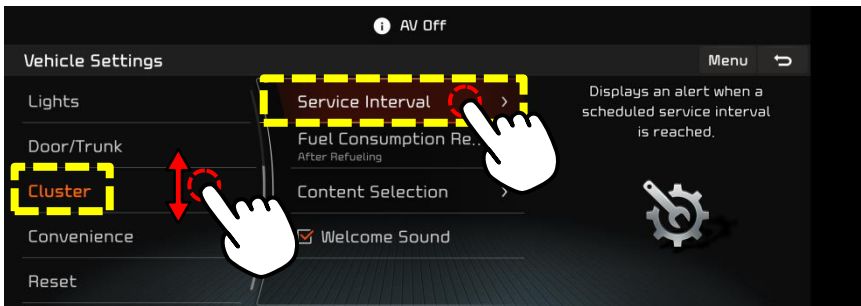 AV Off
Vehicle Settings
Menu
Lights
Door/Trunk
Cluster
Convenience
Reset
Service Interval
Fuel Consumption Re..
After Refueling
Content Selection
Welcome Sound
Displays an alert when a
scheduled service interval
is reached.